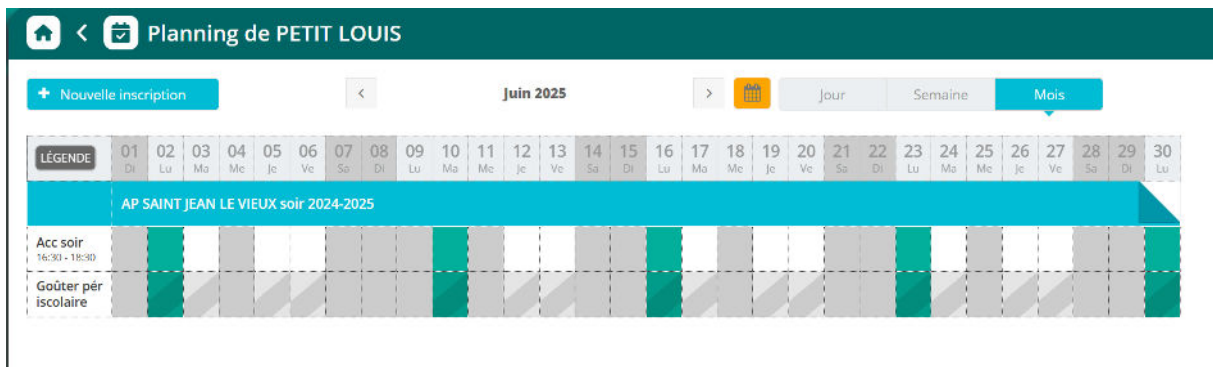 Planning de PETIT LOUIS
+ Nouvelle inscription
< Juin 2025 >
Jour Semaine Mois
LÉGENDE 01 02 03 04 05 06 07 08 09 10 11 12 13 14 15 16 17 18 19 20 21 22 23 24 25 26 27 28 29 30
Di Lu Ma Me Je Ve Sa Di Lu Ma Me Je Ve Sa Di Lu Ma Me Je Ve Sa Di Lu Ma Me Je Ve Sa Di Lu
AP SAINT JEAN LE VIEUX soir 2024-2025
Acc soir
16:30 - 18:30
Goûter pér
iscolaire